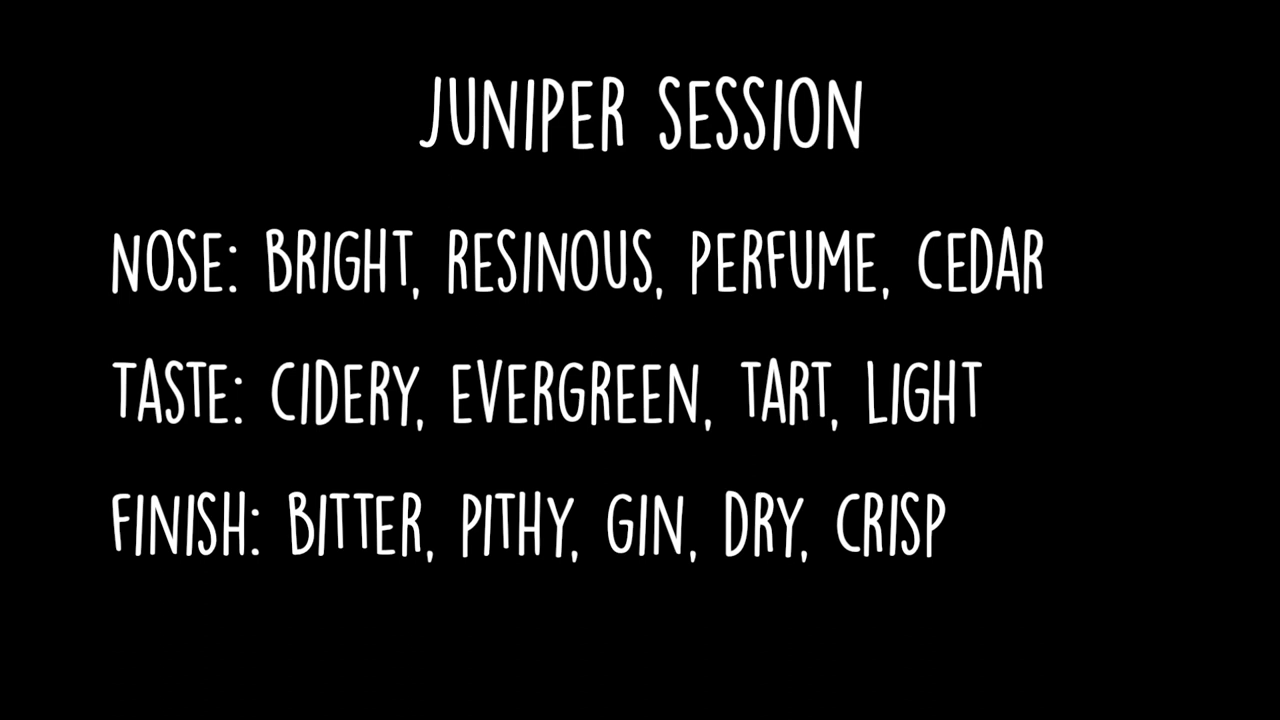 JUNIPER SESSION
NOSE: BRIGHT, RESINOUS, PERFUME, CEDAR
TASTE: CIDERY, EVERGREEN, TART, LIGHT
FINISH: BITTER, PITHY, GIN, DRY, CRISP